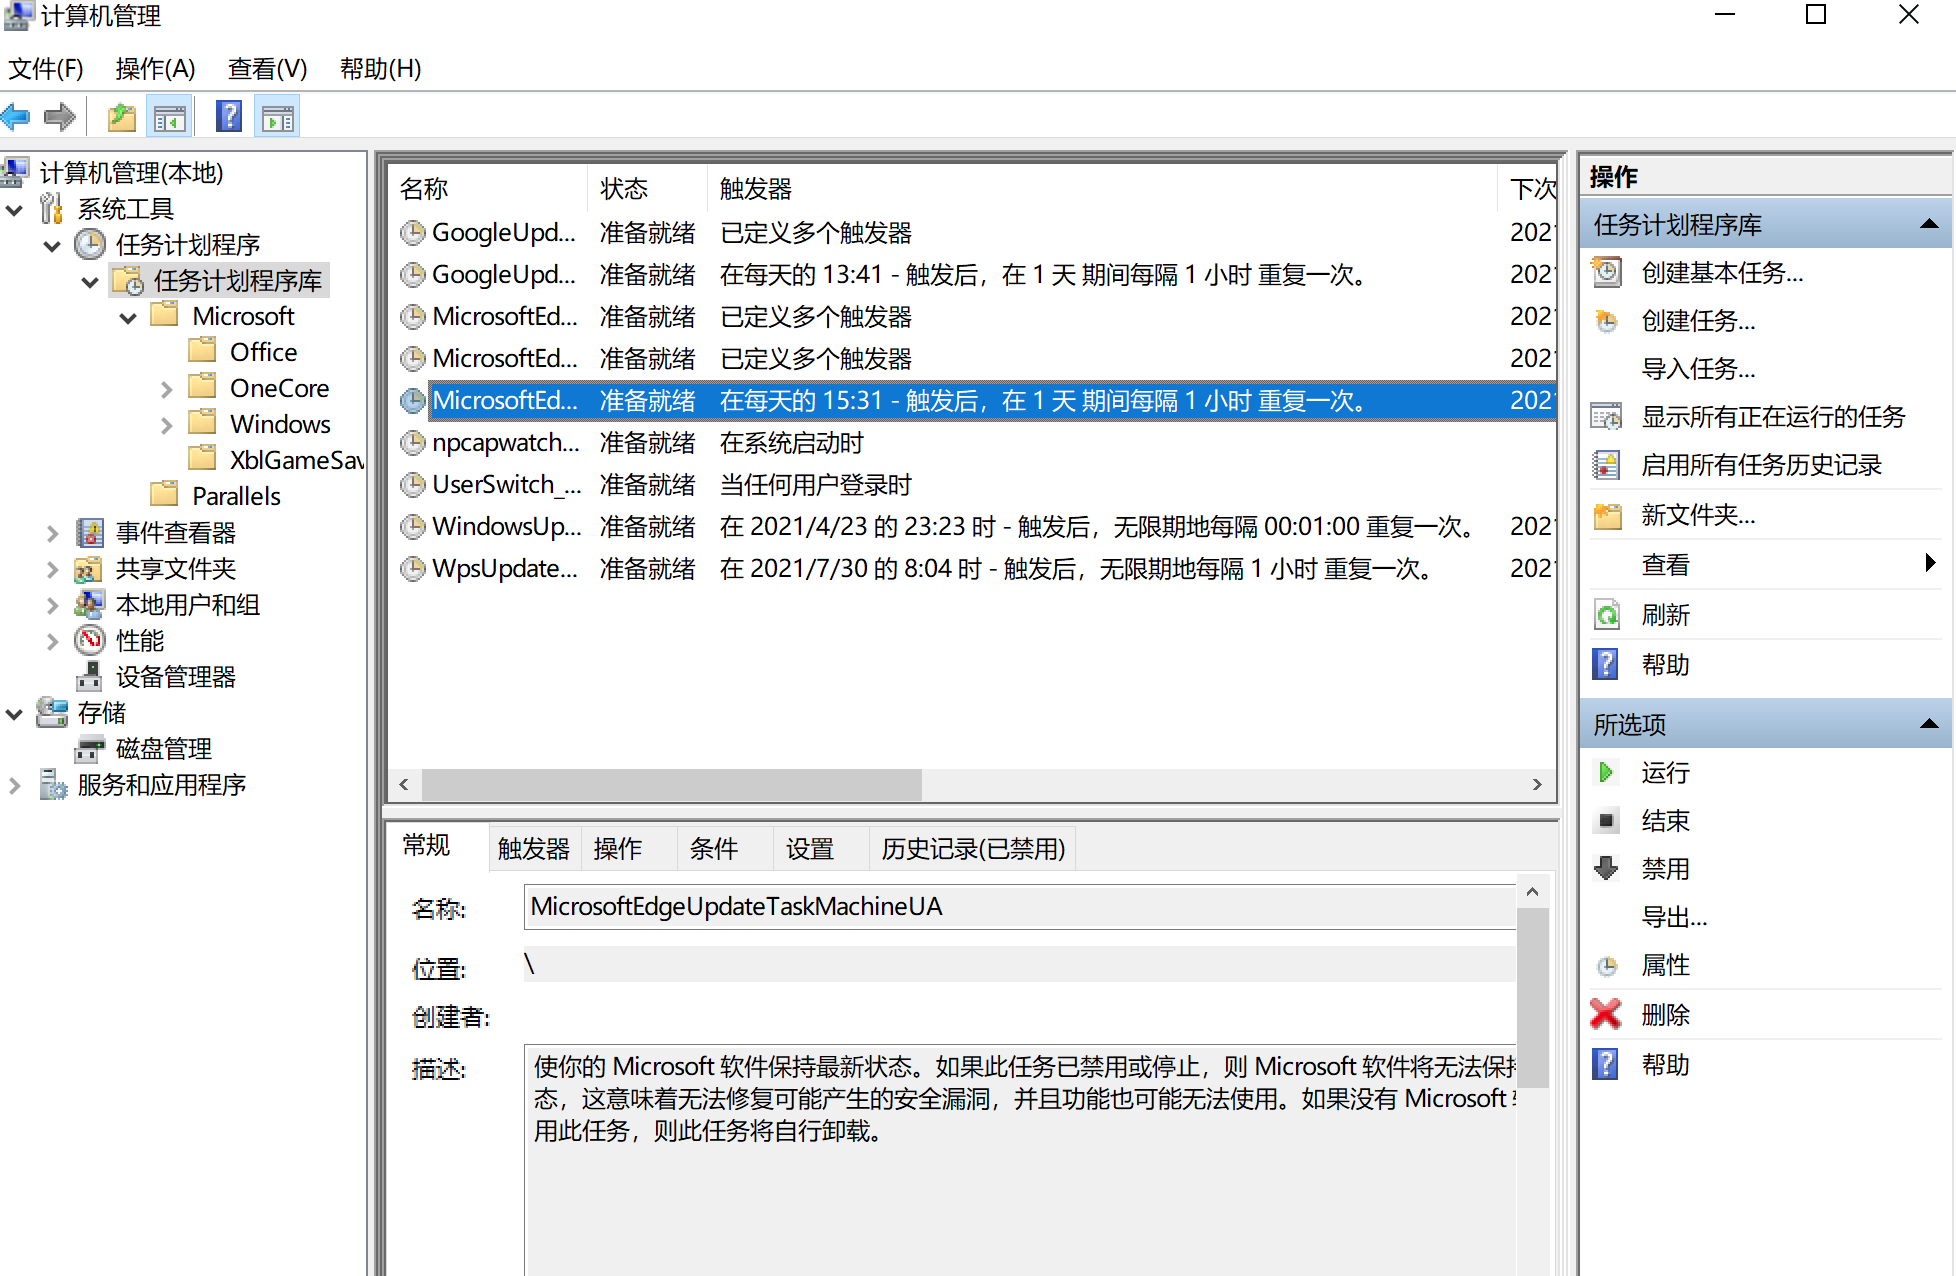 计算机管理
文件(F) 操作(A) 查看(V) 帮助(H)
计算机管理(本地)
系统工具
任务计划程序
任务计划程序库
Microsoft
Office
OneCore
Windows
XblGameSav
Parallels
事件查看器
共享文件夹
本地用户和组
性能
设备管理器
存储
磁盘管理
服务和应用程序
名称 状态 触发器 下次
GoogleUpd... 准备就绪 已定义多个触发器 202
GoogleUpd... 准备就绪 在每天的 13:41 - 触发后，在 1 天 期间每隔 1 小时 重复一次。 202
MicrosoftEd... 准备就绪 已定义多个触发器 202
MicrosoftEd... 准备就绪 已定义多个触发器 202
MicrosoftEd... 准备就绪 在每天的 15:31 - 触发后，在 1 天 期间每隔 1 小时 重复一次。 202
npcapwatch... 准备就绪 在系统启动时
UserSwitch_... 准备就绪 当任何用户登录时
WindowsUp... 准备就绪 在 2021/4/23 的 23:23 时 - 触发后，无限期地每隔 00:01:00 重复一次。 202
WpsUpdate... 准备就绪 在 2021/7/30 的 8:04 时 - 触发后，无限期地每隔 1 小时 重复一次。 202
常规 触发器 操作 条件 设置 历史记录(已禁用)
名称: MicrosoftEdgeUpdateTaskMachineUA
位置: \
创建者:
描述: 使你的 Microsoft 软件保持最新状态。如果此任务已禁用或停止，则 Microsoft 软件将无法保持
态，这意味着无法修复可能产生的安全漏洞，并且功能也可能无法使用。如果没有 Microsoft
用此任务，则此任务将自行卸载。
操作
任务计划程序库
创建基本任务...
创建任务...
导入任务...
显示所有正在运行的任务
启用所有任务历史记录
新文件夹...
查看
刷新
帮助
所选项
运行
结束
禁用
导出...
属性
删除
帮助